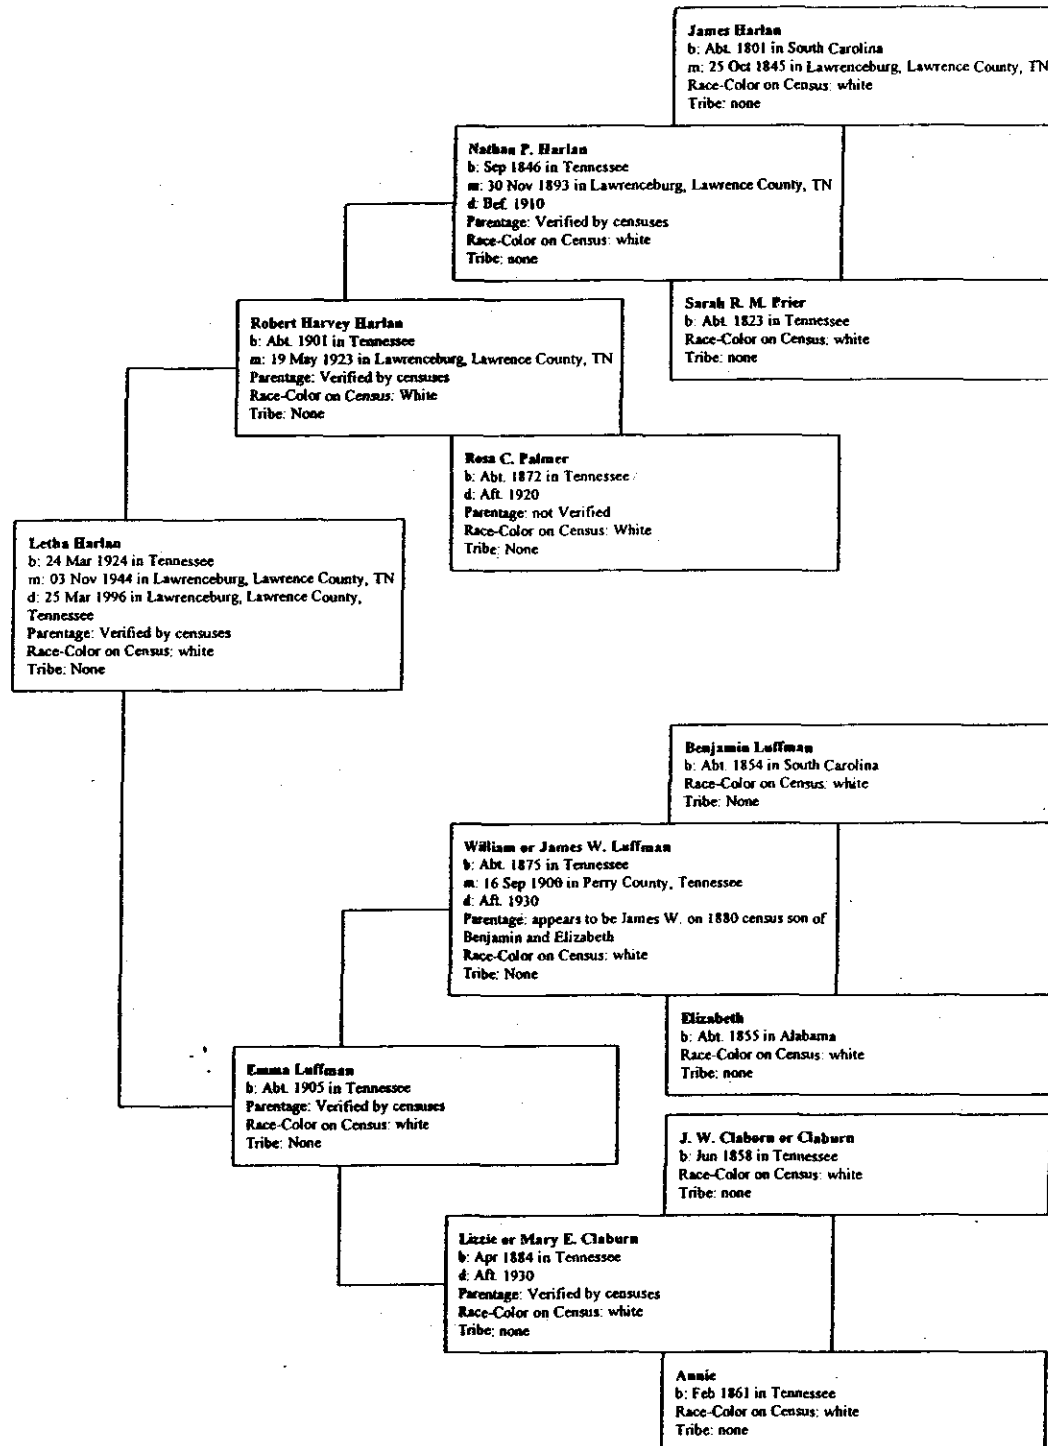 James Harlan
b: Abt. 1801 in South Carolina
m: 25 Oct 1845 in Lawrenceburg, Lawrence County, TN
Race-Color on Census: white
Tribe: none
Nathan P. Harlan
b: Sep 1846 in Tennessee
m: 30 Nov 1893 in Lawrenceburg, Lawrence County, TN
d: Bef. 1910
Parentage: Verified by censuses
Race-Color on Census: white
Tribe: none
Sarah R. M. Prier
b: Abt. 1823 in Tennessee
Race-Color on Census: white
Tribe: none
Robert Harvey Harlan
b: Abt. 1901 in Tennessee
m: 19 May 1923 in Lawrenceburg, Lawrence County, TN
Parentage: Verified by censuses
Race-Color on Census: White
Tribe: None
Rosa C. Palmer
b: Abt. 1872 in Tennessee
d: Aft. 1920
Parentage: not Verified
Race-Color on Census: White
Tribe: None
Letha Harlan
b: 24 Mar 1924 in Tennessee
m: 03 Nov 1944 in Lawrenceburg, Lawrence County, TN
d: 25 Mar 1996 in Lawrenceburg, Lawrence County,
Tennessee
Parentage: Verified by censuses
Race-Color on Census: white
Tribe: None
Benjamin Luffman
b: Abt. 1854 in South Carolina
Race-Color on Census: white
Tribe: None
William or James W. Luffman
b: Abt. 1875 in Tennessee
m: 16 Sep 1900 in Perry County, Tennessee
d: Aft. 1930
Parentage: appears to be James W. on 1880 census son of
Benjamin and Elizabeth
Race-Color on Census: white
Tribe: None
Elizabeth
b: Abt. 1855 in Alabama
Race-Color on Census: white
Tribe: none
Emma Luffman
b: Abt. 1905 in Tennessee
Parentage: Verified by censuses
Race-Color on Census: white
Tribe: None
J. W. Claborn or Claburn
b: Jun 1858 in Tennessee
Race-Color on Census: white
Tribe: none
Lizzie or Mary E. Claburn
b: Apr 1884 in Tennessee
d: Aft. 1930
Parentage: Verified by censuses
Race-Color on Census: white
Tribe: none
Annie
b: Feb 1861 in Tennessee
Race-Color on Census: white
Tribe: none